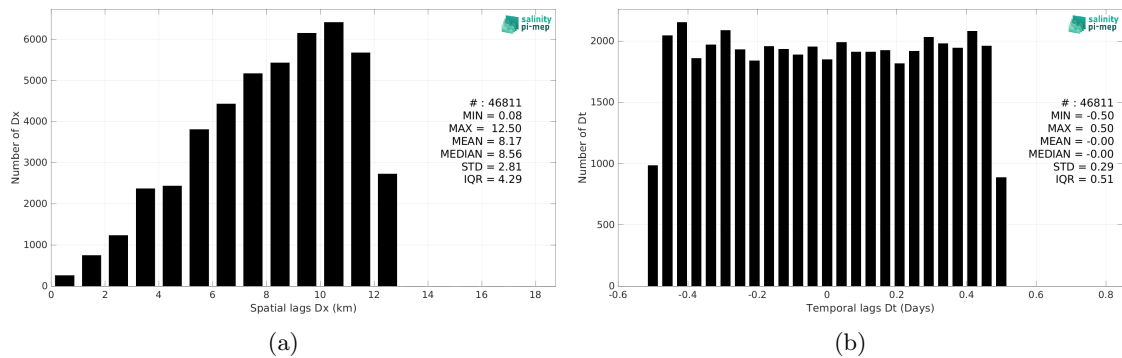 salinity
pi-mep
6000
5000
4000
3000
2000
1000
0
Number of Dx
# : 46811
MIN = 0.08
MAX = 12.50
MEAN = 8.17
MEDIAN = 8.56
STD = 2.81
IQR = 4.29
0 2 4 6 8 10 12 14 16 18
Spatial lags Dx (km)
(a)
salinity
pi-mep
2000
1500
1000
500
0
Number of Dt
# : 46811
MIN = -0.50
MAX = 0.50
MEAN = -0.00
MEDIAN = -0.00
STD = 0.29
IQR = 0.51
-0.6 -0.4 -0.2 0 0.2 0.4 0.6 0.8
Temporal lags Dt (Days)
(b)